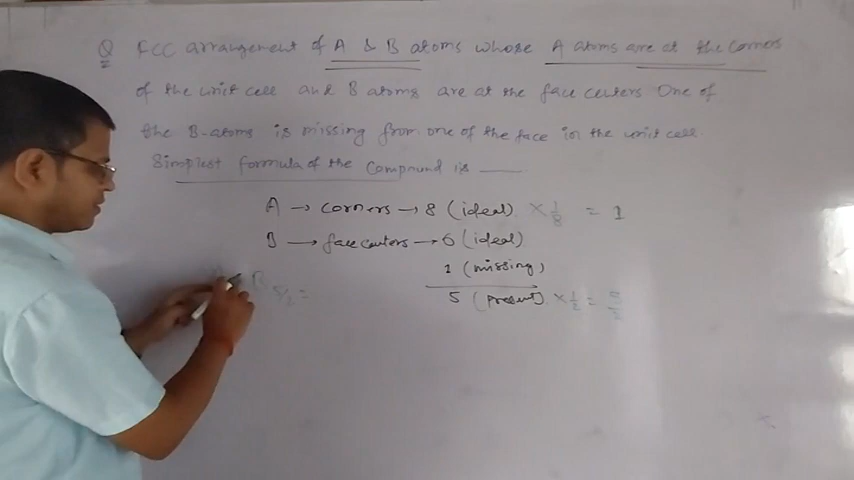 Q FCC arrangement of A & B atoms whose A atoms are at the corners
of the unit cell and B atoms are at the face centers One of
the B-atoms is missing from one of the face in the unit cell.
Simplest formula of the compound is ____
A → corners → 8 (ideal) × 1/8 = 1
B → face centers → 6 (ideal)
1 (missing)
5 (present) × 1/2 = 5/2
B 5/2 =